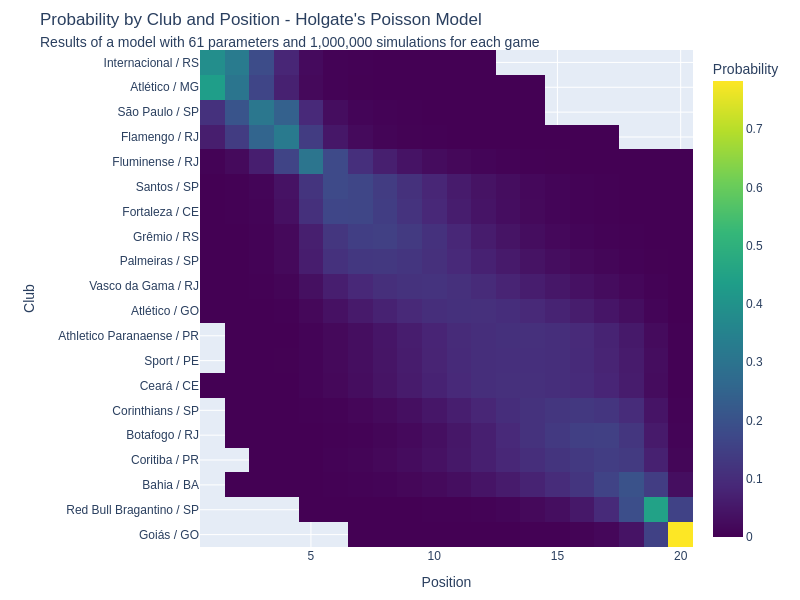 Probability by Club and Position - Holgate's Poisson Model
Results of a model with 61 parameters and 1,000,000 simulations for each game
Probability
Internacional / RS
Atlético / MG
São Paulo / SP
Flamengo / RJ
Fluminense / RJ
Santos / SP
Fortaleza / CE
Grêmio / RS
Palmeiras / SP
Vasco da Gama / RJ
Atlético / GO
Athletico Paranaense / PR
Sport / PE
Ceará / CE
Corinthians / SP
Botafogo / RJ
Coritiba / PR
Bahia / BA
Red Bull Bragantino / SP
Goiás / GO
Club
5
10
15
20
Position
0.7
0.6
0.5
0.4
0.3
0.2
0.1
0